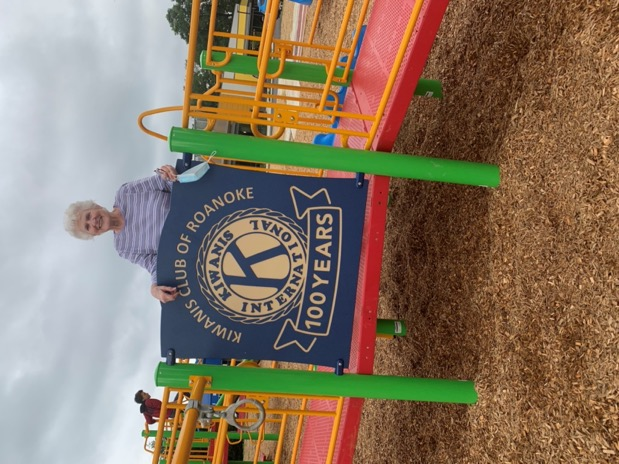 KIWANIS CLUB OF ROANOKE
KIWANIS
INTERNATIONAL
K
100 YEARS